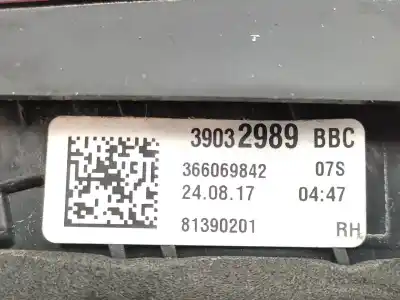 39032989 BBC
366069842 07S
24.08.17 04:47
81390201 RH